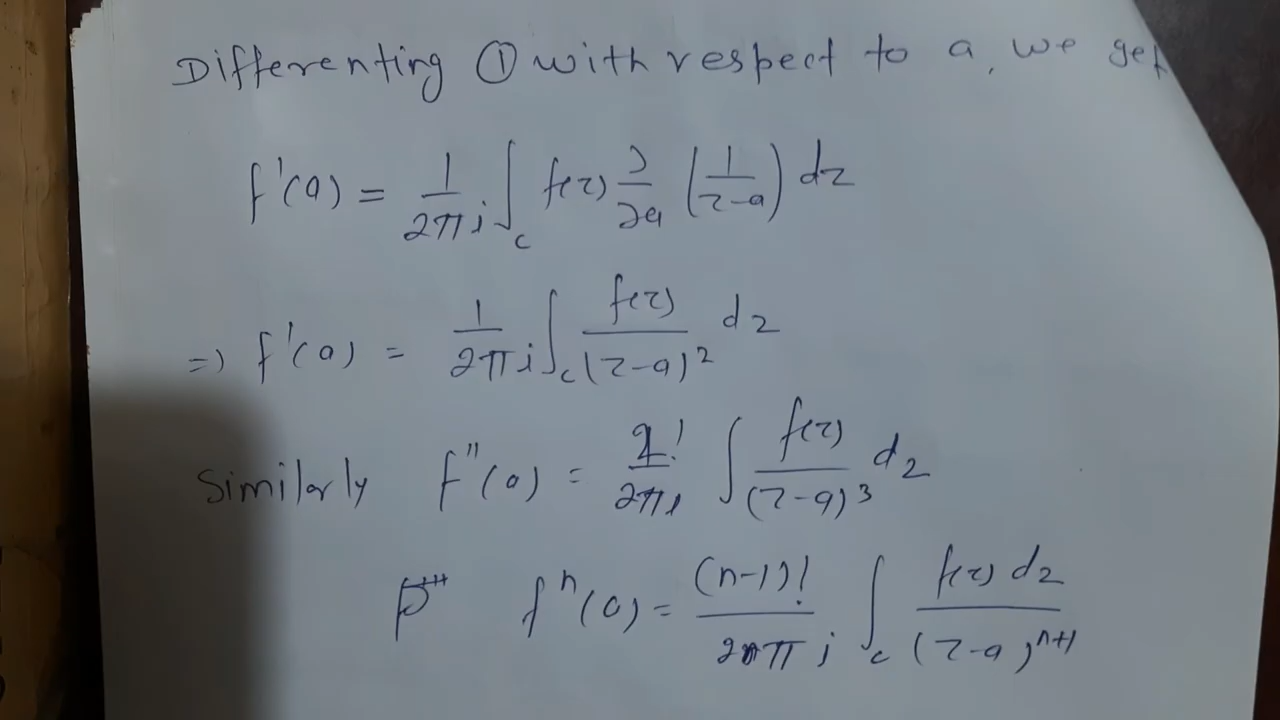 Differenting ① with respect to a, we get
f'(a) = 1/2πi ∫_c f(z) ∂/∂a (1/z-a) dz
=) f'(a) = 1/2πi ∫_c f(z)/(z-a)^2 dz
Similarly f''(a) = 2!/2πi ∫ f(z)/(z-a)^3 dz
f^n(a) = (n-1)!/2πi ∫_c f(z) dz/(z-a)^n+1